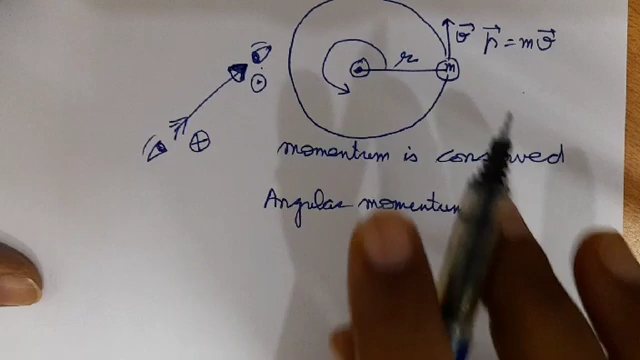 r m v⃗ p⃗ = mv⃗
momentum is conserved
Angular momentum